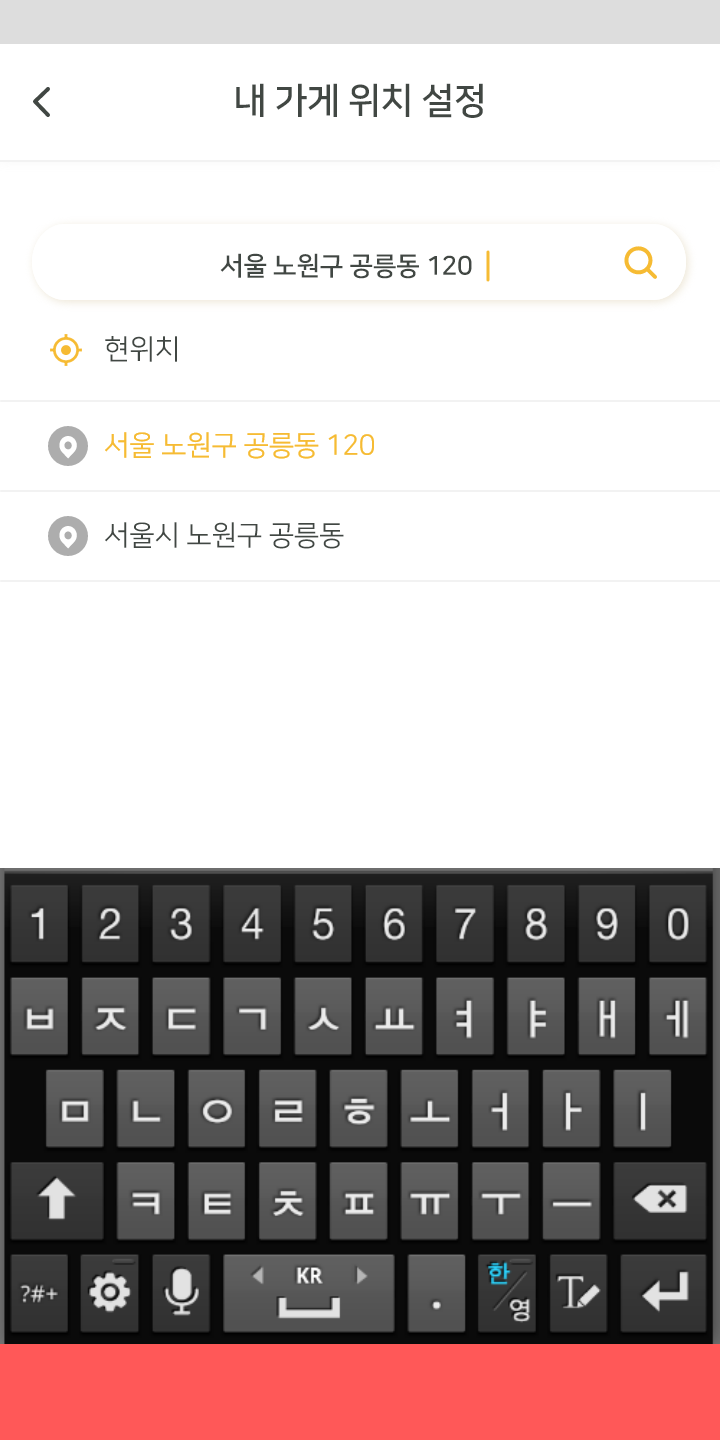 내 가게 위치 설정
서울 노원구 공릉동 120
현위치
서울 노원구 공릉동 120
서울시 노원구 공릉동
1 2 3 4 5 6 7 8 9 0
ㅂ ㅈ ㄷ ㄱ ㅅ ㅛ ㅕ ㅑ ㅐ ㅔ
ㅁ ㄴ ㅇ ㄹ ㅎ ㅗ ㅓ ㅏ ㅣ
ㅋ ㅌ ㅊ ㅍ ㅠ ㅜ ㅡ
?#+ KR . 한/영 T